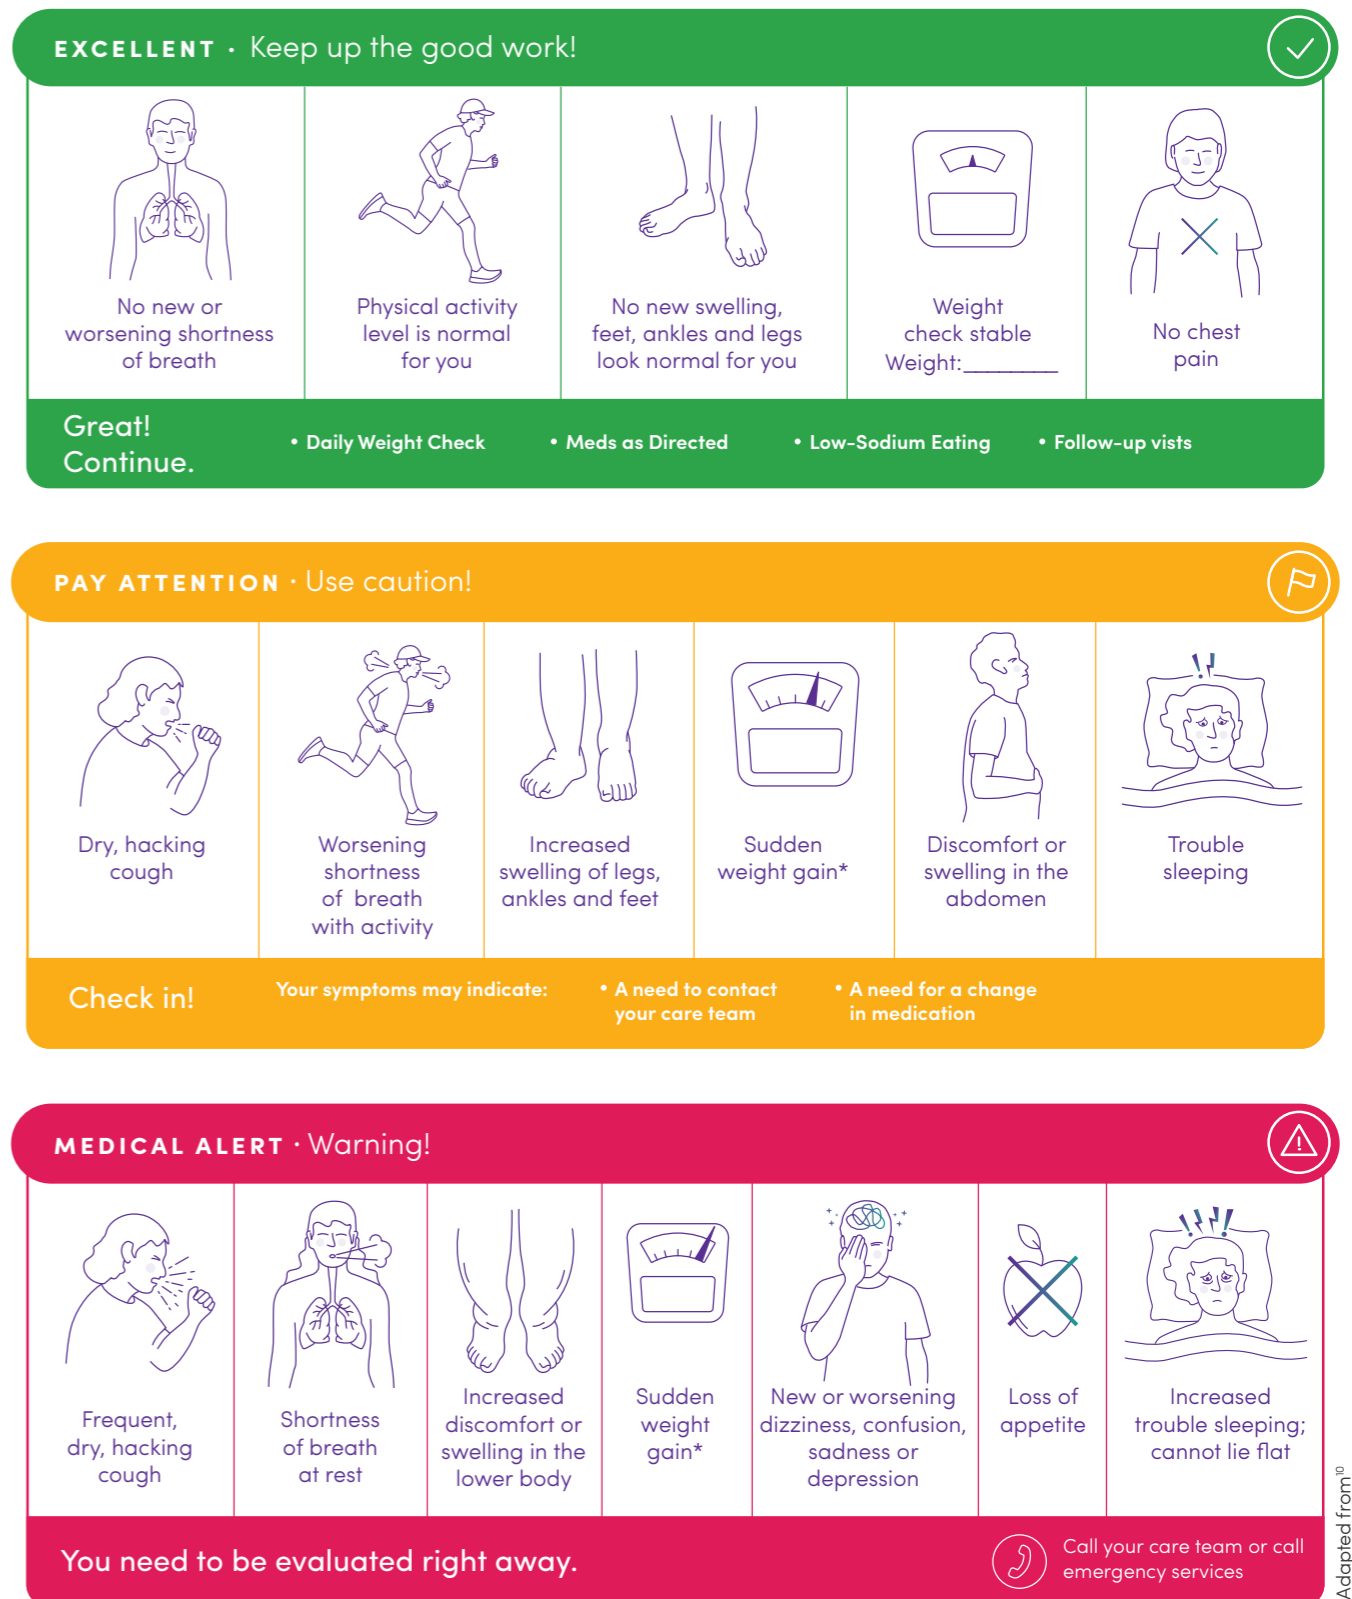 EXCELLENT · Keep up the good work!
No new or
worsening shortness
of breath
Physical activity
level is normal
for you
No new swelling,
feet, ankles and legs
look normal for you
Weight
check stable
Weight:________
No chest
pain
Great!
Continue.
• Daily Weight Check
• Meds as Directed
• Low-Sodium Eating
• Follow-up vists
PAY ATTENTION · Use caution!
Dry, hacking
cough
Worsening
shortness
of breath
with activity
Increased
swelling of legs,
ankles and feet
Sudden
weight gain*
Discomfort or
swelling in the
abdomen
Trouble
sleeping
Check in!
Your symptoms may indicate:
• A need to contact
your care team
• A need for a change
in medication
MEDICAL ALERT · Warning!
Frequent,
dry, hacking
cough
Shortness
of breath
at rest
Increased
discomfort or
swelling in the
lower body
Sudden
weight
gain*
New or worsening
dizziness, confusion,
sadness or
depression
Loss of
appetite
Increased
trouble sleeping;
cannot lie flat
You need to be evaluated right away.
Call your care team or call
emergency services
Adapted from¹⁰